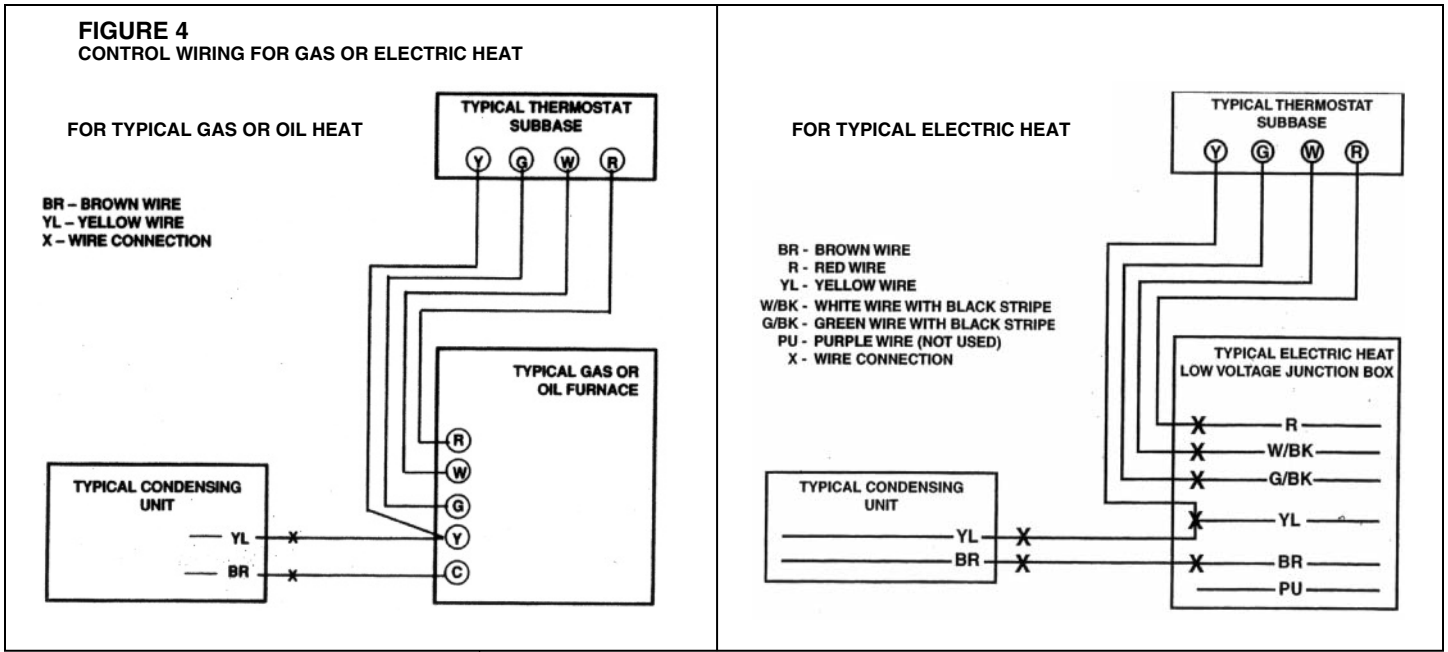 FIGURE 4
CONTROL WIRING FOR GAS OR ELECTRIC HEAT
FOR TYPICAL GAS OR OIL HEAT
TYPICAL THERMOSTAT
SUBBASE
Y G W R
BR – BROWN WIRE
YL – YELLOW WIRE
X – WIRE CONNECTION
TYPICAL GAS OR
OIL FURNACE
R
W
G
Y
C
TYPICAL CONDENSING
UNIT
YL X
BR X
FOR TYPICAL ELECTRIC HEAT
TYPICAL THERMOSTAT
SUBBASE
Y G W R
BR - BROWN WIRE
R - RED WIRE
YL - YELLOW WIRE
W/BK - WHITE WIRE WITH BLACK STRIPE
G/BK - GREEN WIRE WITH BLACK STRIPE
PU - PURPLE WIRE (NOT USED)
X - WIRE CONNECTION
TYPICAL ELECTRIC HEAT
LOW VOLTAGE JUNCTION BOX
X R
X W/BK
X G/BK
X YL
X BR
PU
TYPICAL CONDENSING
UNIT
YL X
BR X